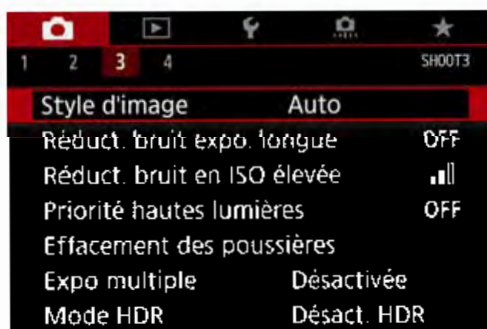 1 2 3 4 SHOOT3
Style d'image Auto
Réduct. bruit expo. longue OFF
Réduct. bruit en ISO élevée
Priorité hautes lumières OFF
Effacement des poussières
Expo multiple Désactivée
Mode HDR Désact. HDR